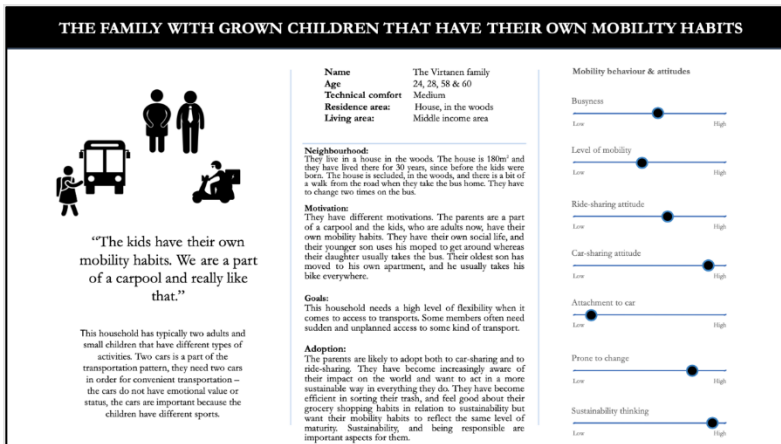 THE FAMILY WITH GROWN CHILDREN THAT HAVE THEIR OWN MOBILITY HABITS
“The kids have their own
mobility habits. We are a part
of a carpool and really like
that.”
This household has typically two adults and
small children that have different types of
activities. Two cars is a part of the
transportation pattern, they need two cars
in order for convenient transportation –
the cars do not have emotional value or
status, the cars are important because the
children have different sports.
Name The Virtanen family
Age 24, 28, 58 & 60
Technical comfort Medium
Residence area: House, in the woods
Living area: Middle income area
Neighbourhood:
They live in a house in the woods. The house is 180m² and
they have lived there for 30 years, since before the kids were
born. The house is secluded, in the woods, and there is a bit of
a walk from the road when they take the bus home. They have
to change two times on the bus.
Motivation:
They have different motivations. The parents are a part
of a carpool and the kids, who are adults now, have their
own mobility habits. They have their own social life, and
their younger son uses his moped to get around whereas
their daughter usually takes the bus. Their oldest son has
moved to his own apartment, and he usually takes his
bike everywhere.
Goals:
This household needs a high level of flexibility when it
comes to access to transports. Some members often need
sudden and unplanned access to some kind of transport.
Adoption:
The parents are likely to adopt both to car-sharing and to
ride-sharing. They have become increasingly aware of
their impact on the world and want to act in a more
sustainable way in everything they do. They have become
efficient in sorting their trash, and feel good about their
grocery shopping habits in relation to sustainability but
want their mobility habits to reflect the same level of
maturity. Sustainability, and being responsible are
important aspects for them.
Mobility behaviour & attitudes
Busyness
Low High
Level of mobility
Low High
Ride-sharing attitude
Low High
Car-sharing attitude
Low High
Attachment to car
Low High
Prone to change
Low High
Sustainability thinking
Low High